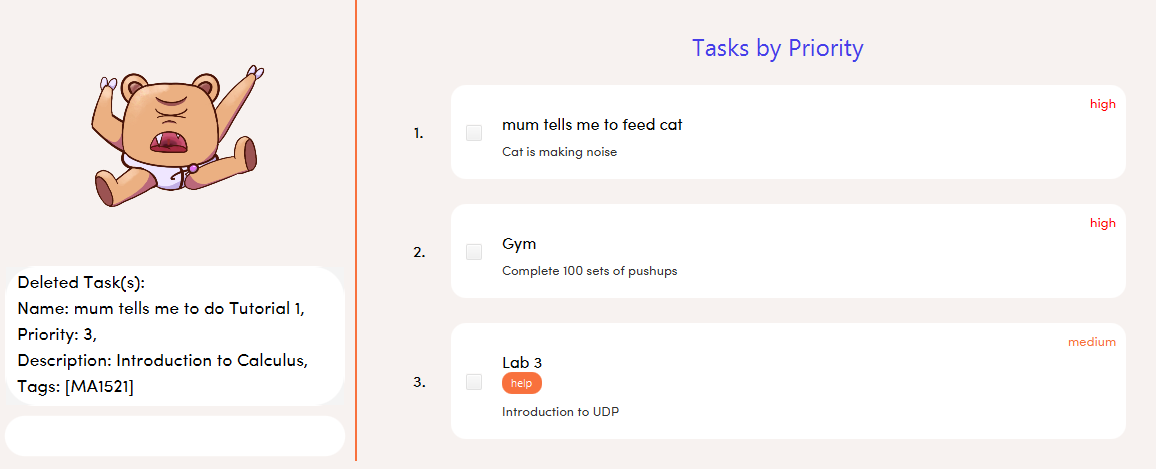 Deleted Task(s):
Name: mum tells me to do Tutorial 1,
Priority: 3,
Description: Introduction to Calculus,
Tags: [MA1521]
Tasks by Priority
high
1.
mum tells me to feed cat
Cat is making noise
high
2.
Gym
Complete 100 sets of pushups
medium
3.
Lab 3
help
Introduction to UDP